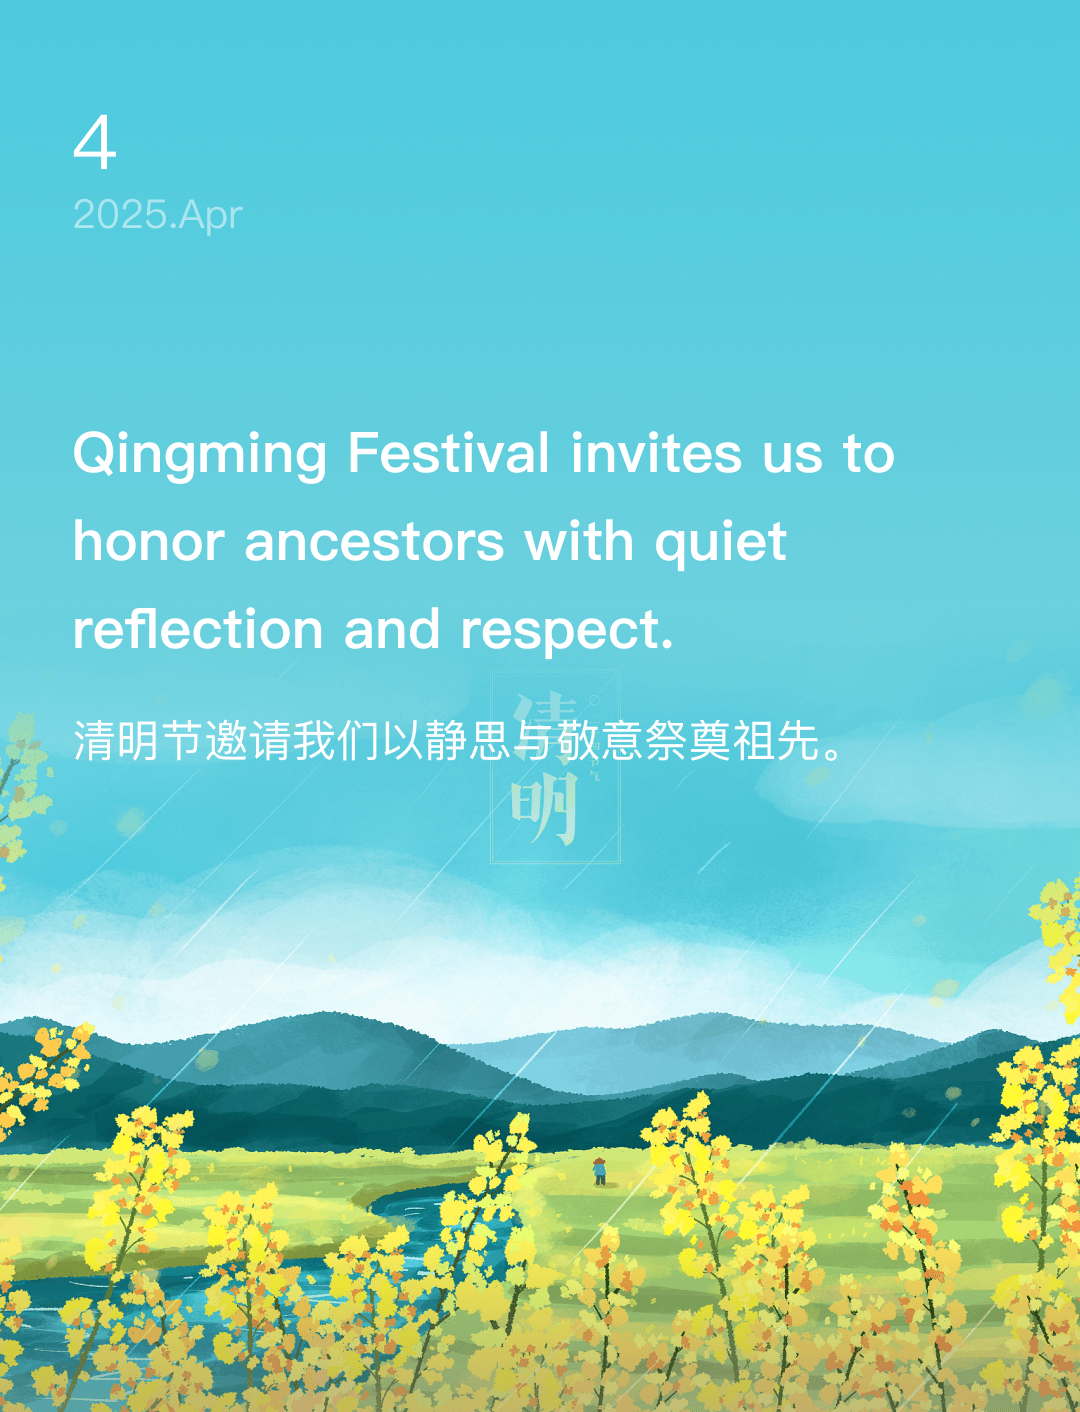 4
2025.Apr
Qingming Festival invites us to
honor ancestors with quiet
reflection and respect.
清明节邀请我们以静思与敬意祭奠祖先。
清
明